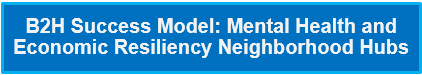 B2H Success Model: Mental Health and
Economic Resiliency Neighborhood Hubs